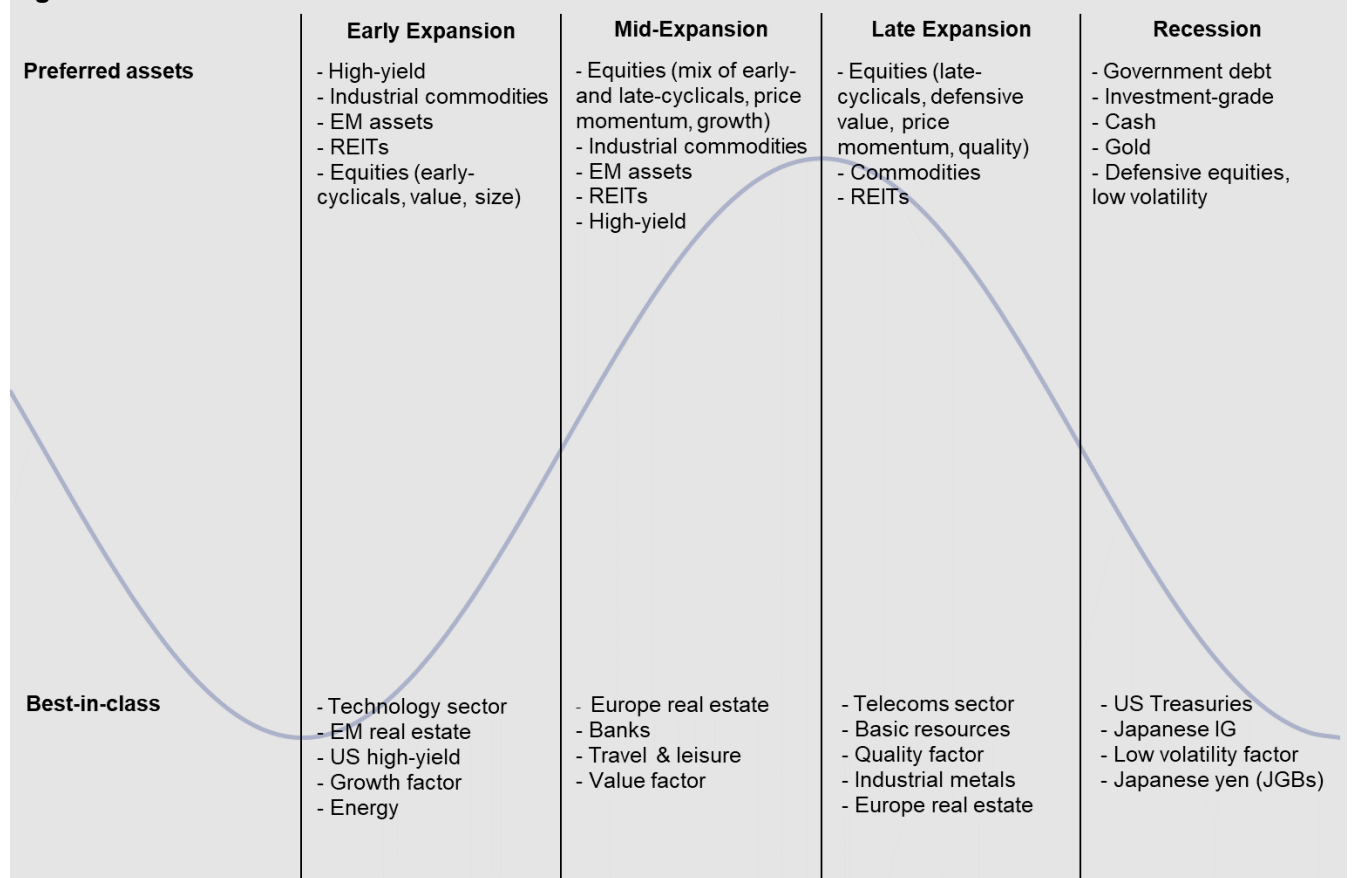 Early Expansion
Mid-Expansion
Late Expansion
Recession
Preferred assets
- High-yield
- Industrial commodities
- EM assets
- REITs
- Equities (early-
cyclicals, value, size)
- Equities (mix of early-
and late-cyclicals, price
momentum, growth)
- Industrial commodities
- EM assets
- REITs
- High-yield
- Equities (late-
cyclicals, defensive
value, price
momentum, quality)
- Commodities
- REITs
- Government debt
- Investment-grade
- Cash
- Gold
- Defensive equities,
low volatility
Best-in-class
- Technology sector
- EM real estate
- US high-yield
- Growth factor
- Energy
- Europe real estate
- Banks
- Travel & leisure
- Value factor
- Telecoms sector
- Basic resources
- Quality factor
- Industrial metals
- Europe real estate
- US Treasuries
- Japanese IG
- Low volatility factor
- Japanese yen (JGBs)